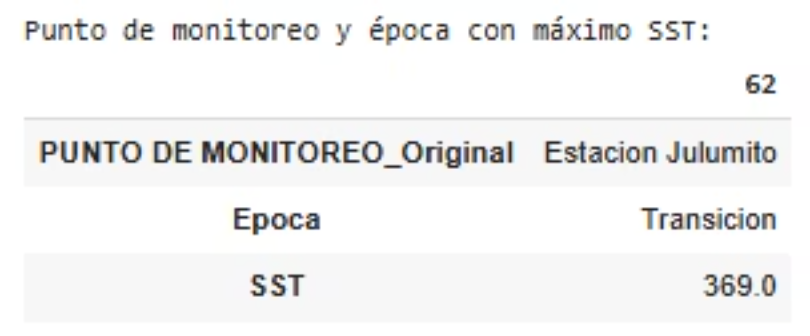 Punto de monitoreo y época con máximo SST:
62
PUNTO DE MONITOREO_Original Estacion Julumito
Epoca Transicion
SST 369.0